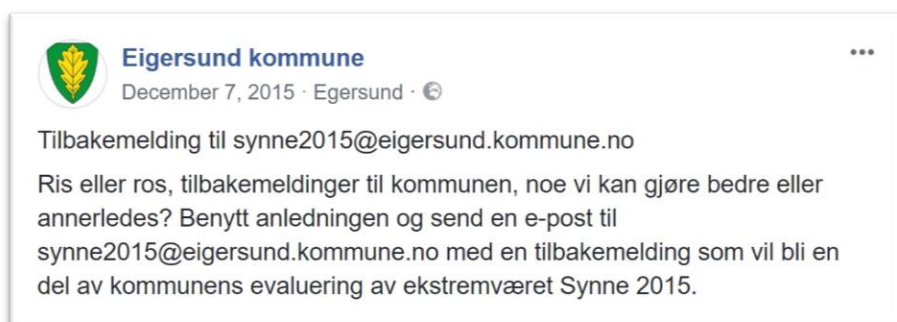 Eigersund kommune
December 7, 2015 · Egersund ·
Tilbakemelding til synne2015@eigersund.kommune.no
Ris eller ros, tilbakemeldinger til kommunen, noe vi kan gjøre bedre eller
annerledes? Benytt anledningen og send en e-post til
synne2015@eigersund.kommune.no med en tilbakemelding som vil bli en
del av kommunens evaluering av ekstremværet Synne 2015.